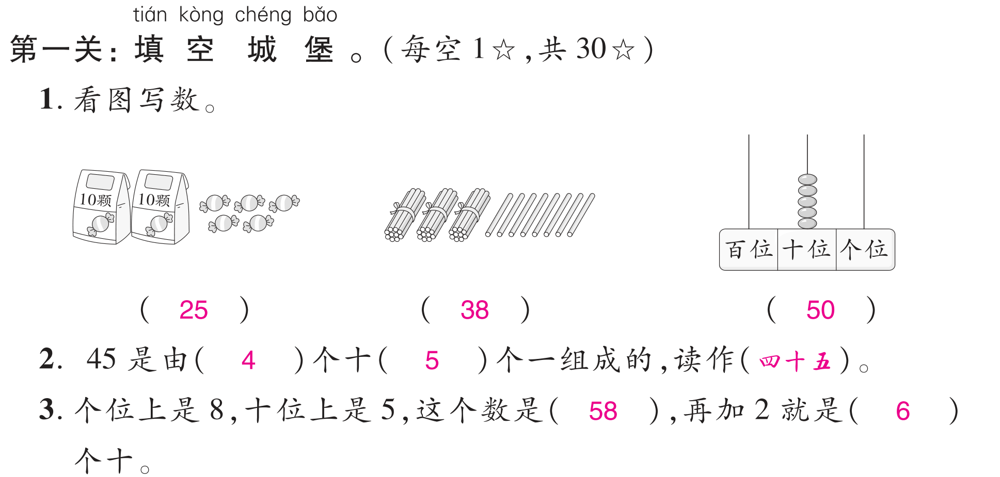 tián kòng chéng bǎo
第一关：填空城堡。（每空1☆，共30☆）
1. 看图写数。
10颗 10颗
百位 十位 个位
（ 25 ） （ 38 ） （ 50 ）
2. 45是由（ 4 ）个十（ 5 ）个一组成的，读作（四十五）。
3. 个位上是8，十位上是5，这个数是（ 58 ），再加2就是（ 6 ）
个十。